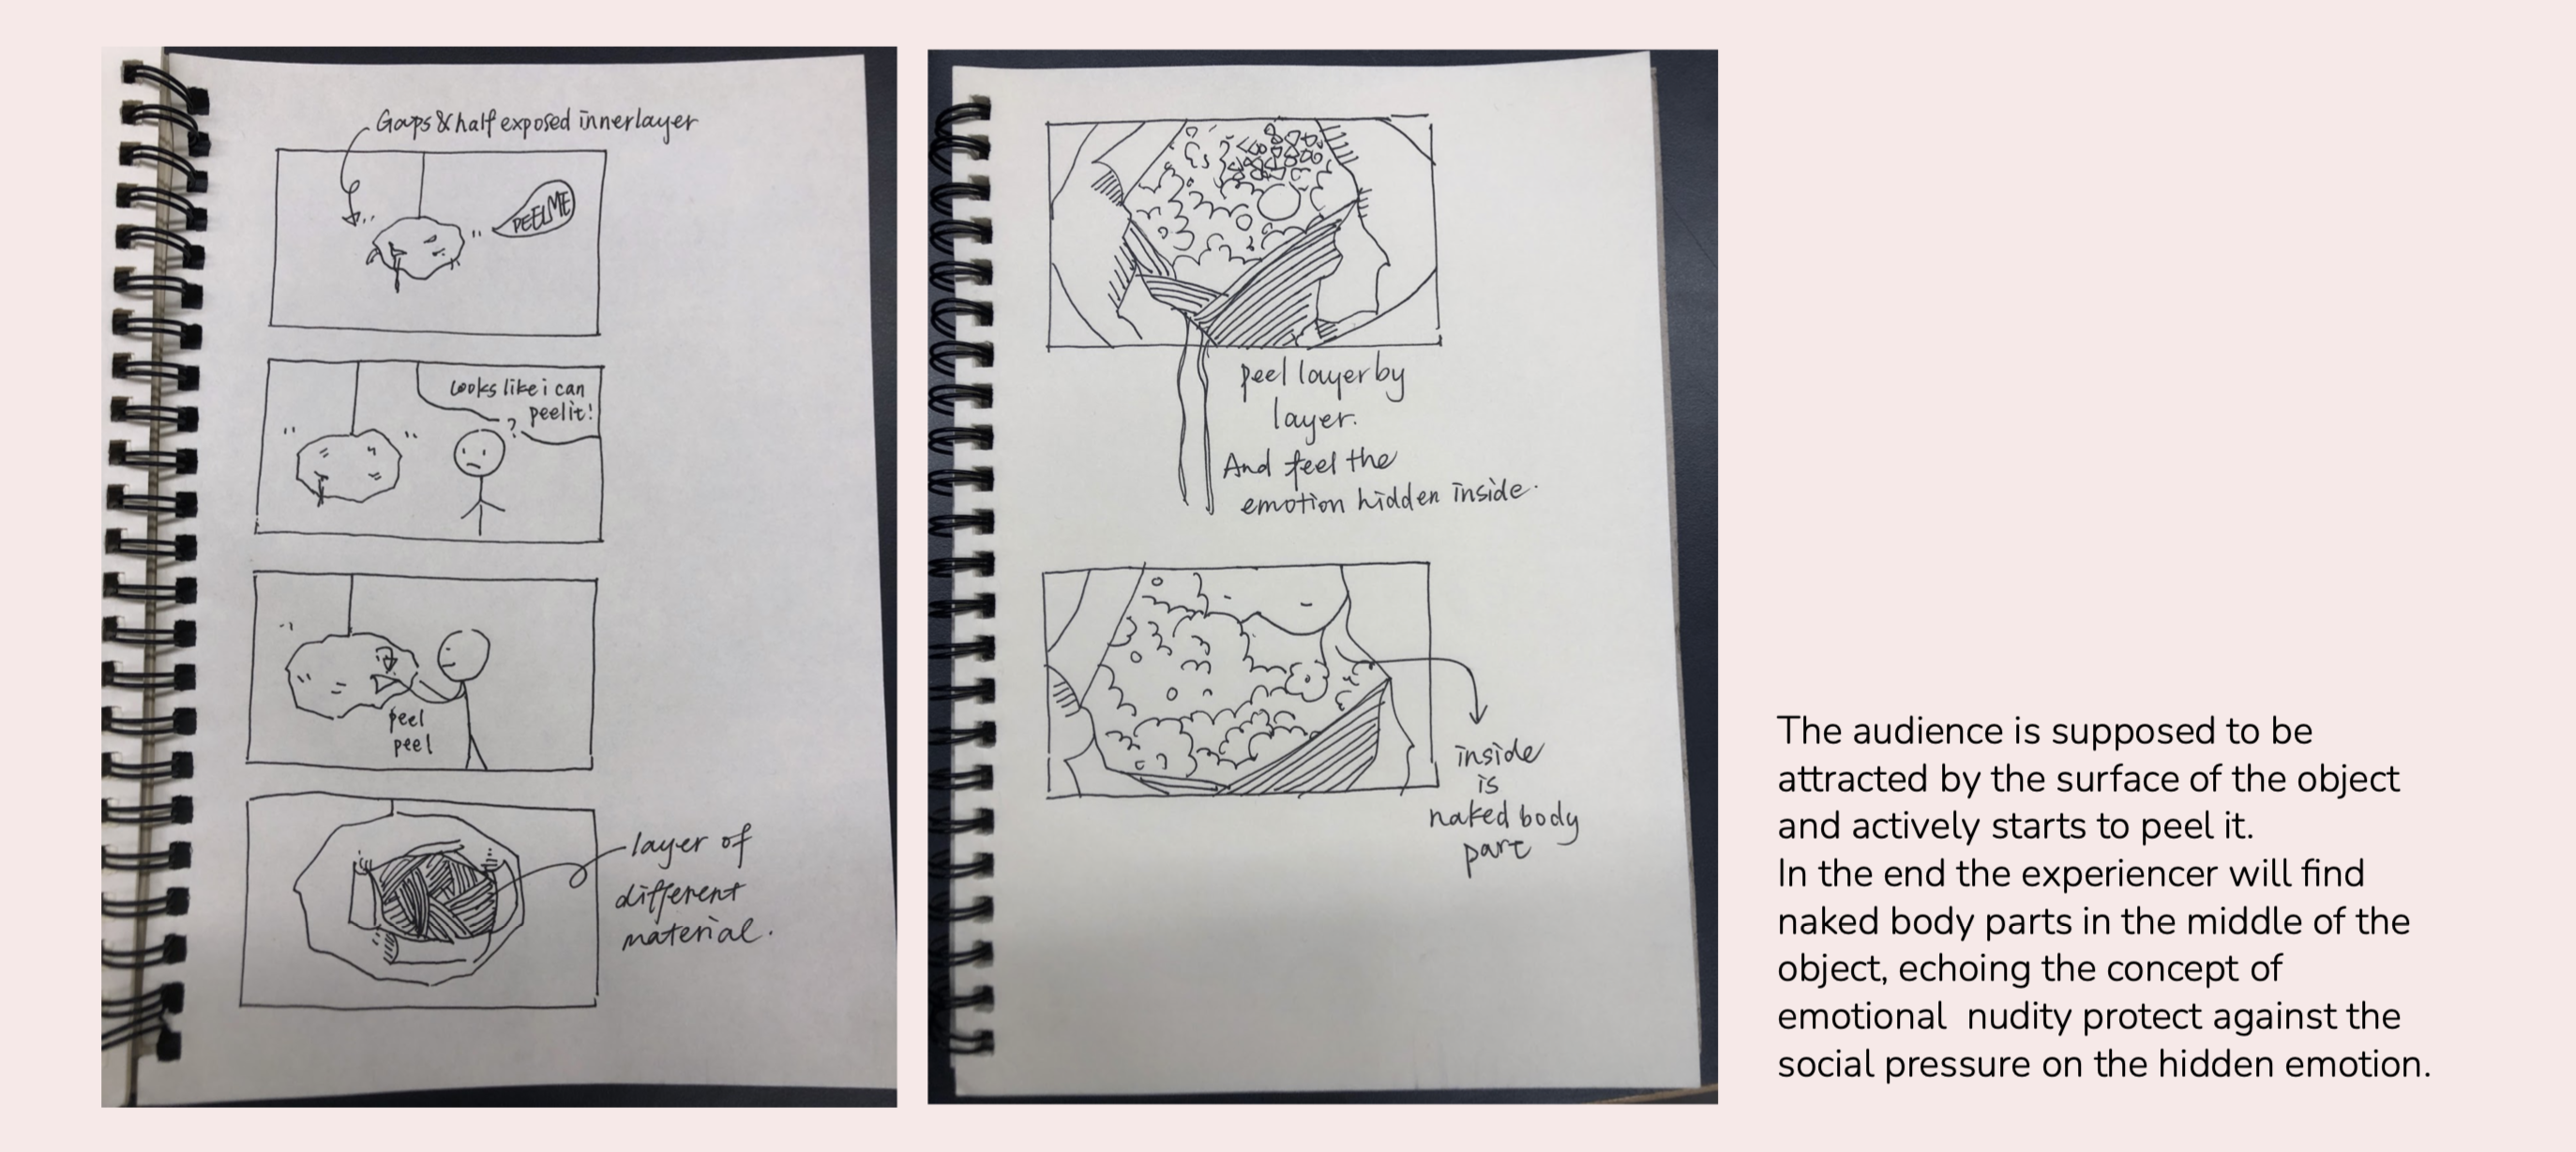 Gaps & half exposed innerlayer
PEEL ME
Looks like i can
peel it!
?
peel
peel
layer of
different
material.
peel layer by
layer.
And feel the
emotion hidden inside.
inside
is
naked body
part
The audience is supposed to be
attracted by the surface of the object
and actively starts to peel it.
In the end the experiencer will find
naked body parts in the middle of the
object, echoing the concept of
emotional  nudity protect against the
social pressure on the hidden emotion.